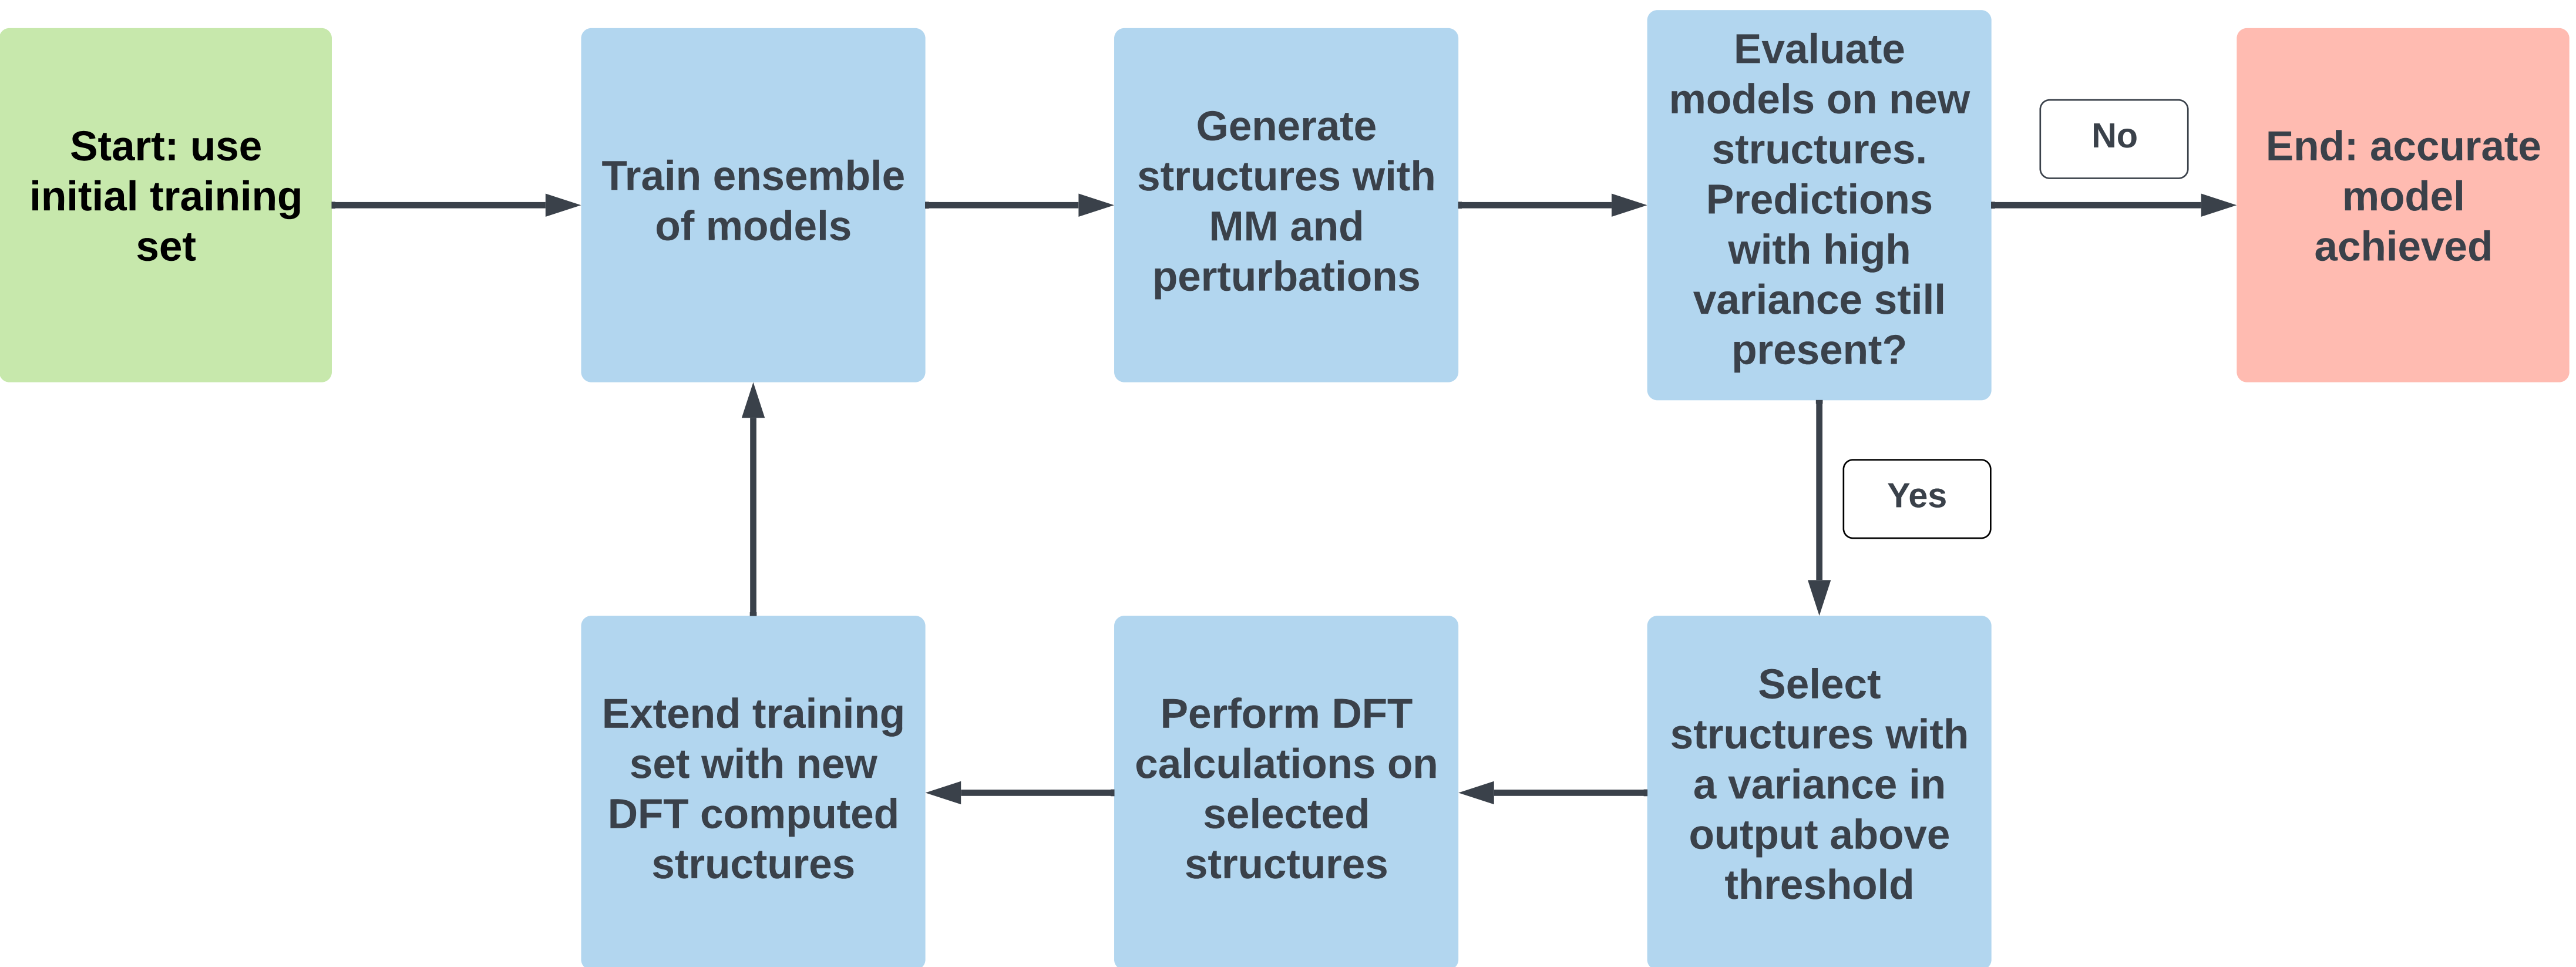 Start: use
initial training
set
Train ensemble
of models
Generate
structures with
MM and
perturbations
Evaluate
models on new
structures.
Predictions
with high
variance still
present?
No
End: accurate
model
achieved
Yes
Select
structures with
a variance in
output above
threshold
Perform DFT
calculations on
selected
structures
Extend training
set with new
DFT computed
structures